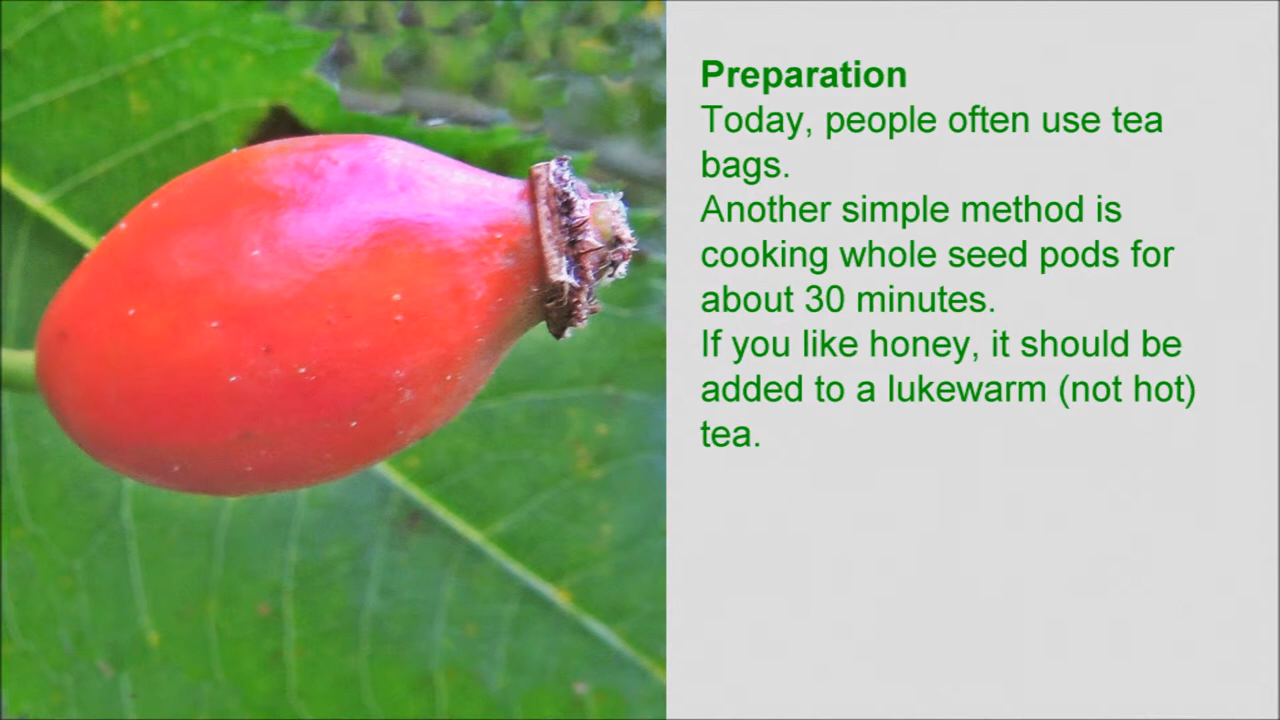 Preparation
Today, people often use tea
bags.
Another simple method is
cooking whole seed pods for
about 30 minutes.
If you like honey, it should be
added to a lukewarm (not hot)
tea.